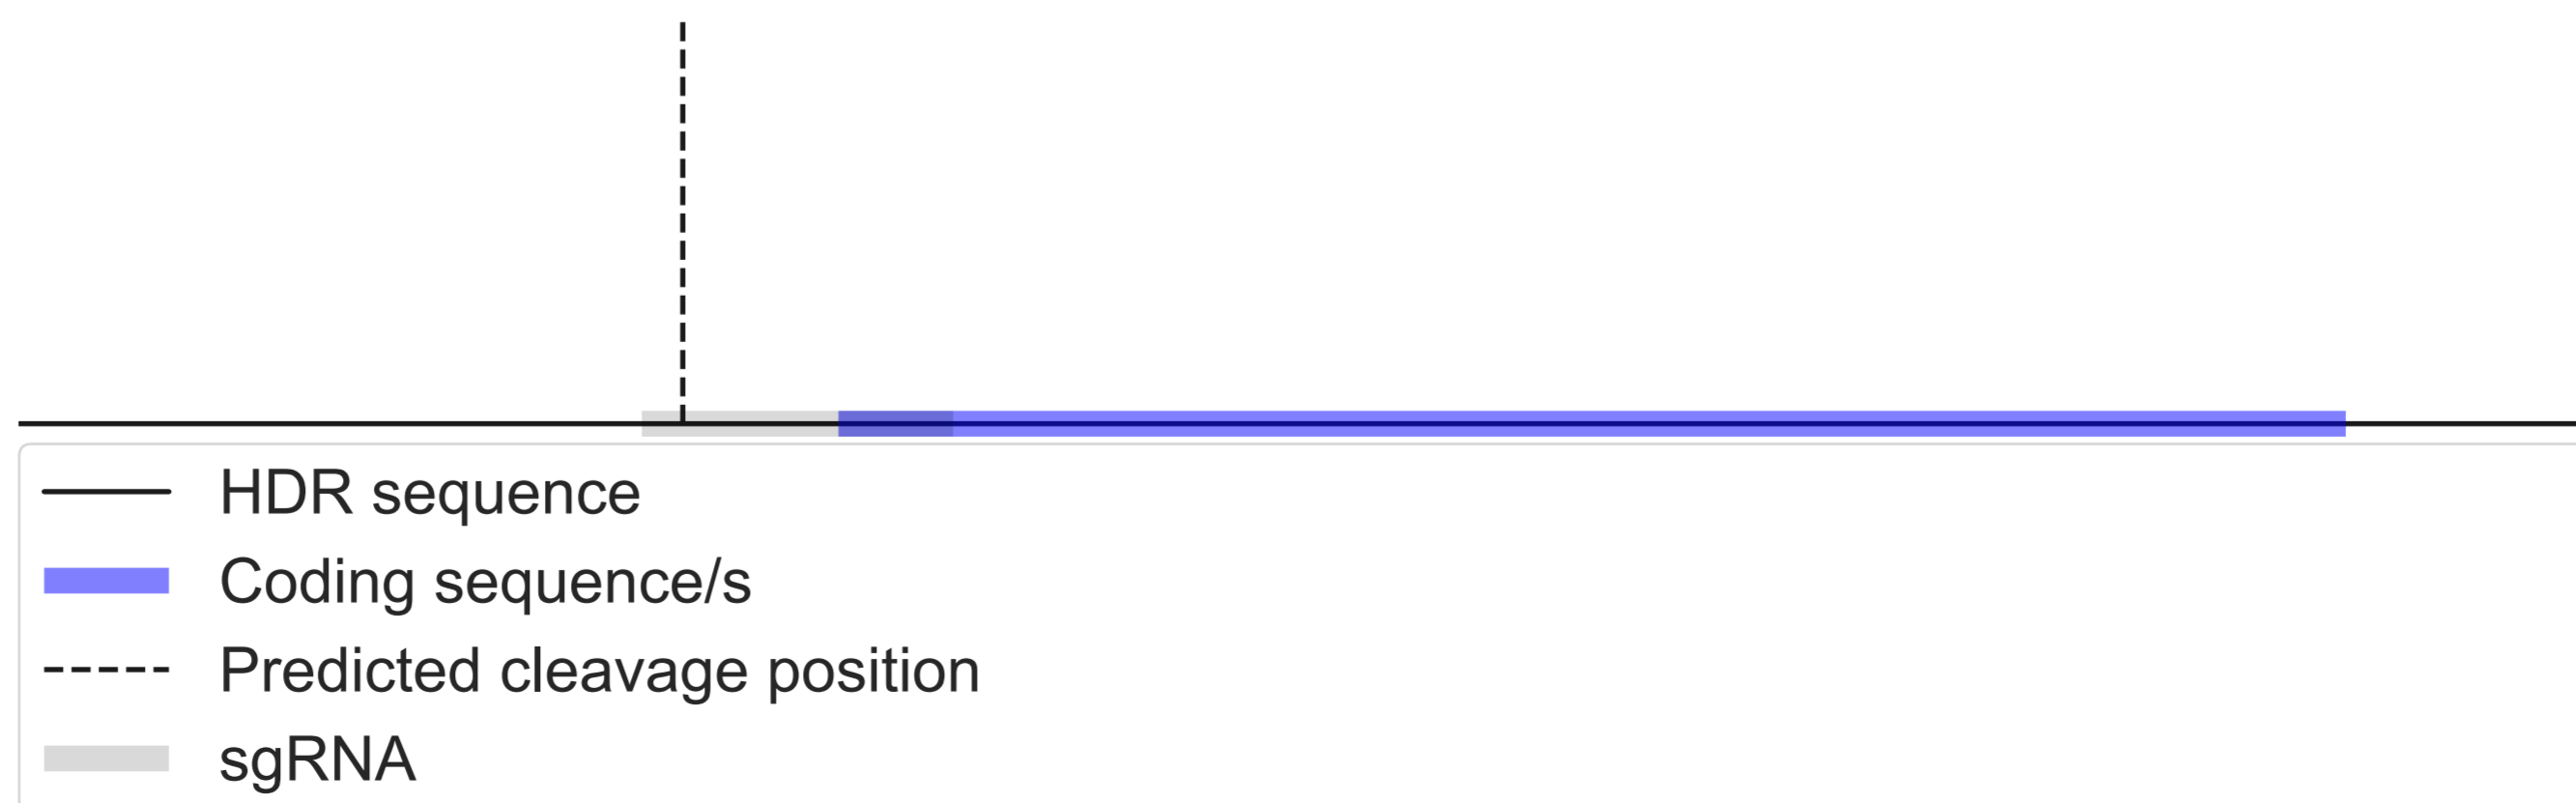 HDR sequence
Coding sequence/s
Predicted cleavage position
sgRNA